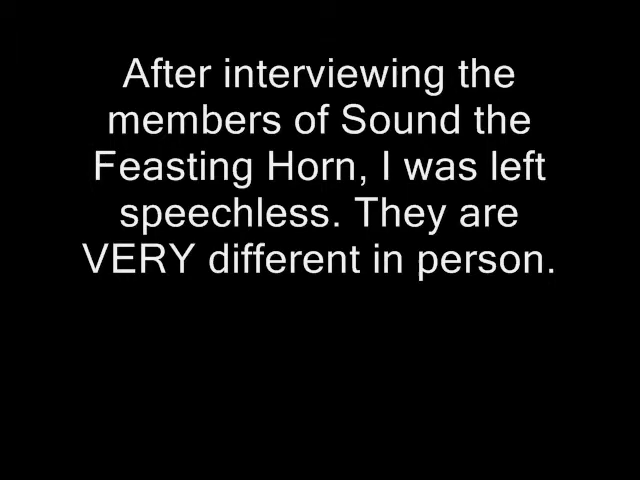 After interviewing the
members of Sound the
Feasting Horn, I was left
speechless. They are
VERY different in person.